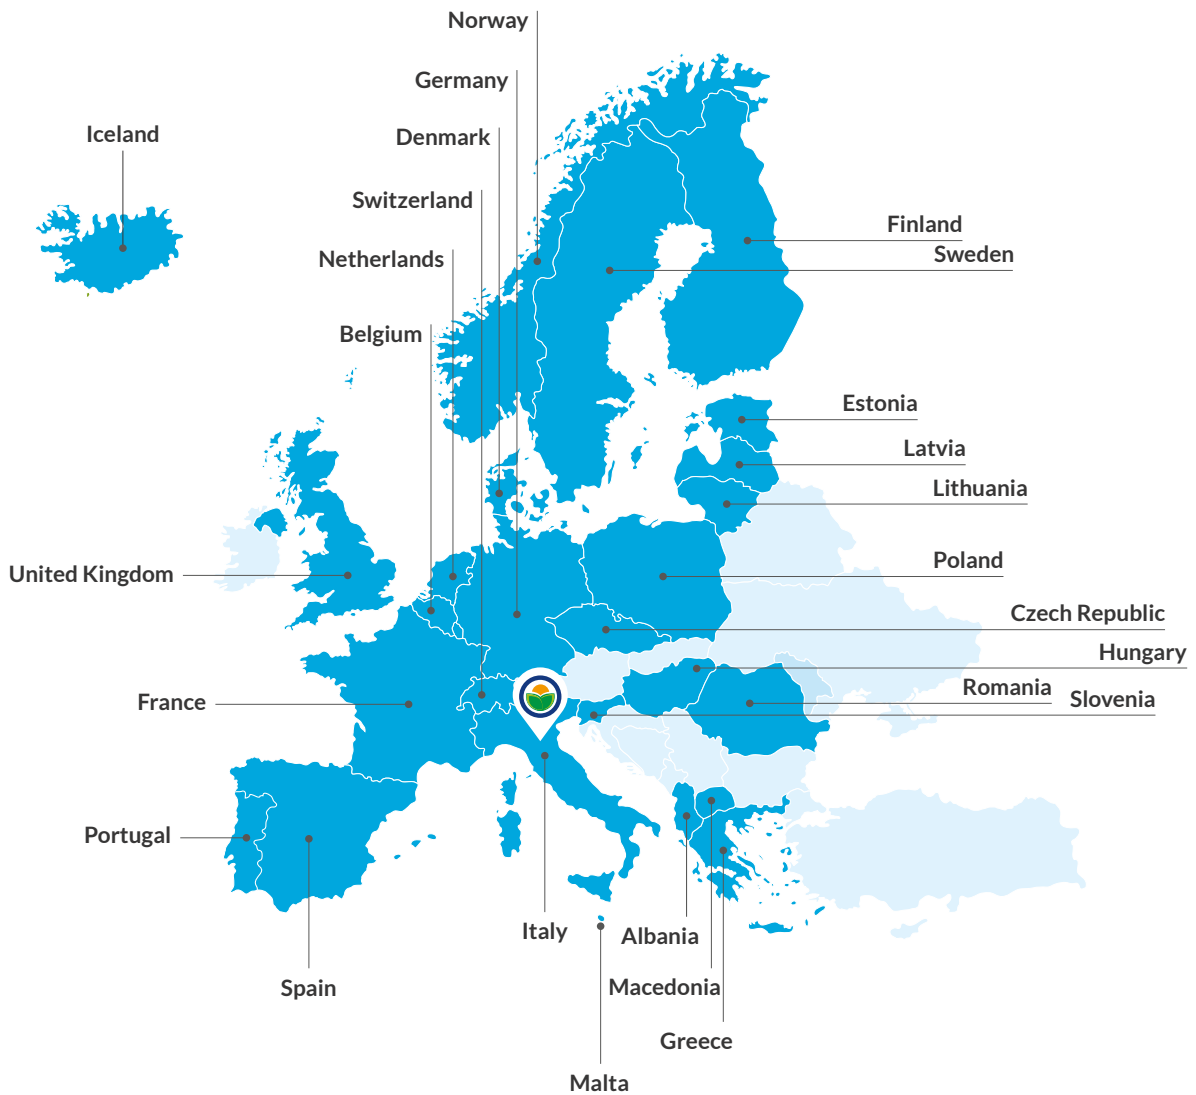 Norway
Germany
Iceland
Denmark
Switzerland
Finland
Sweden
Netherlands
Belgium
Estonia
Latvia
Lithuania
United Kingdom
Poland
Czech Republic
Hungary
Romania
Slovenia
France
Portugal
Italy
Albania
Spain
Macedonia
Greece
Malta